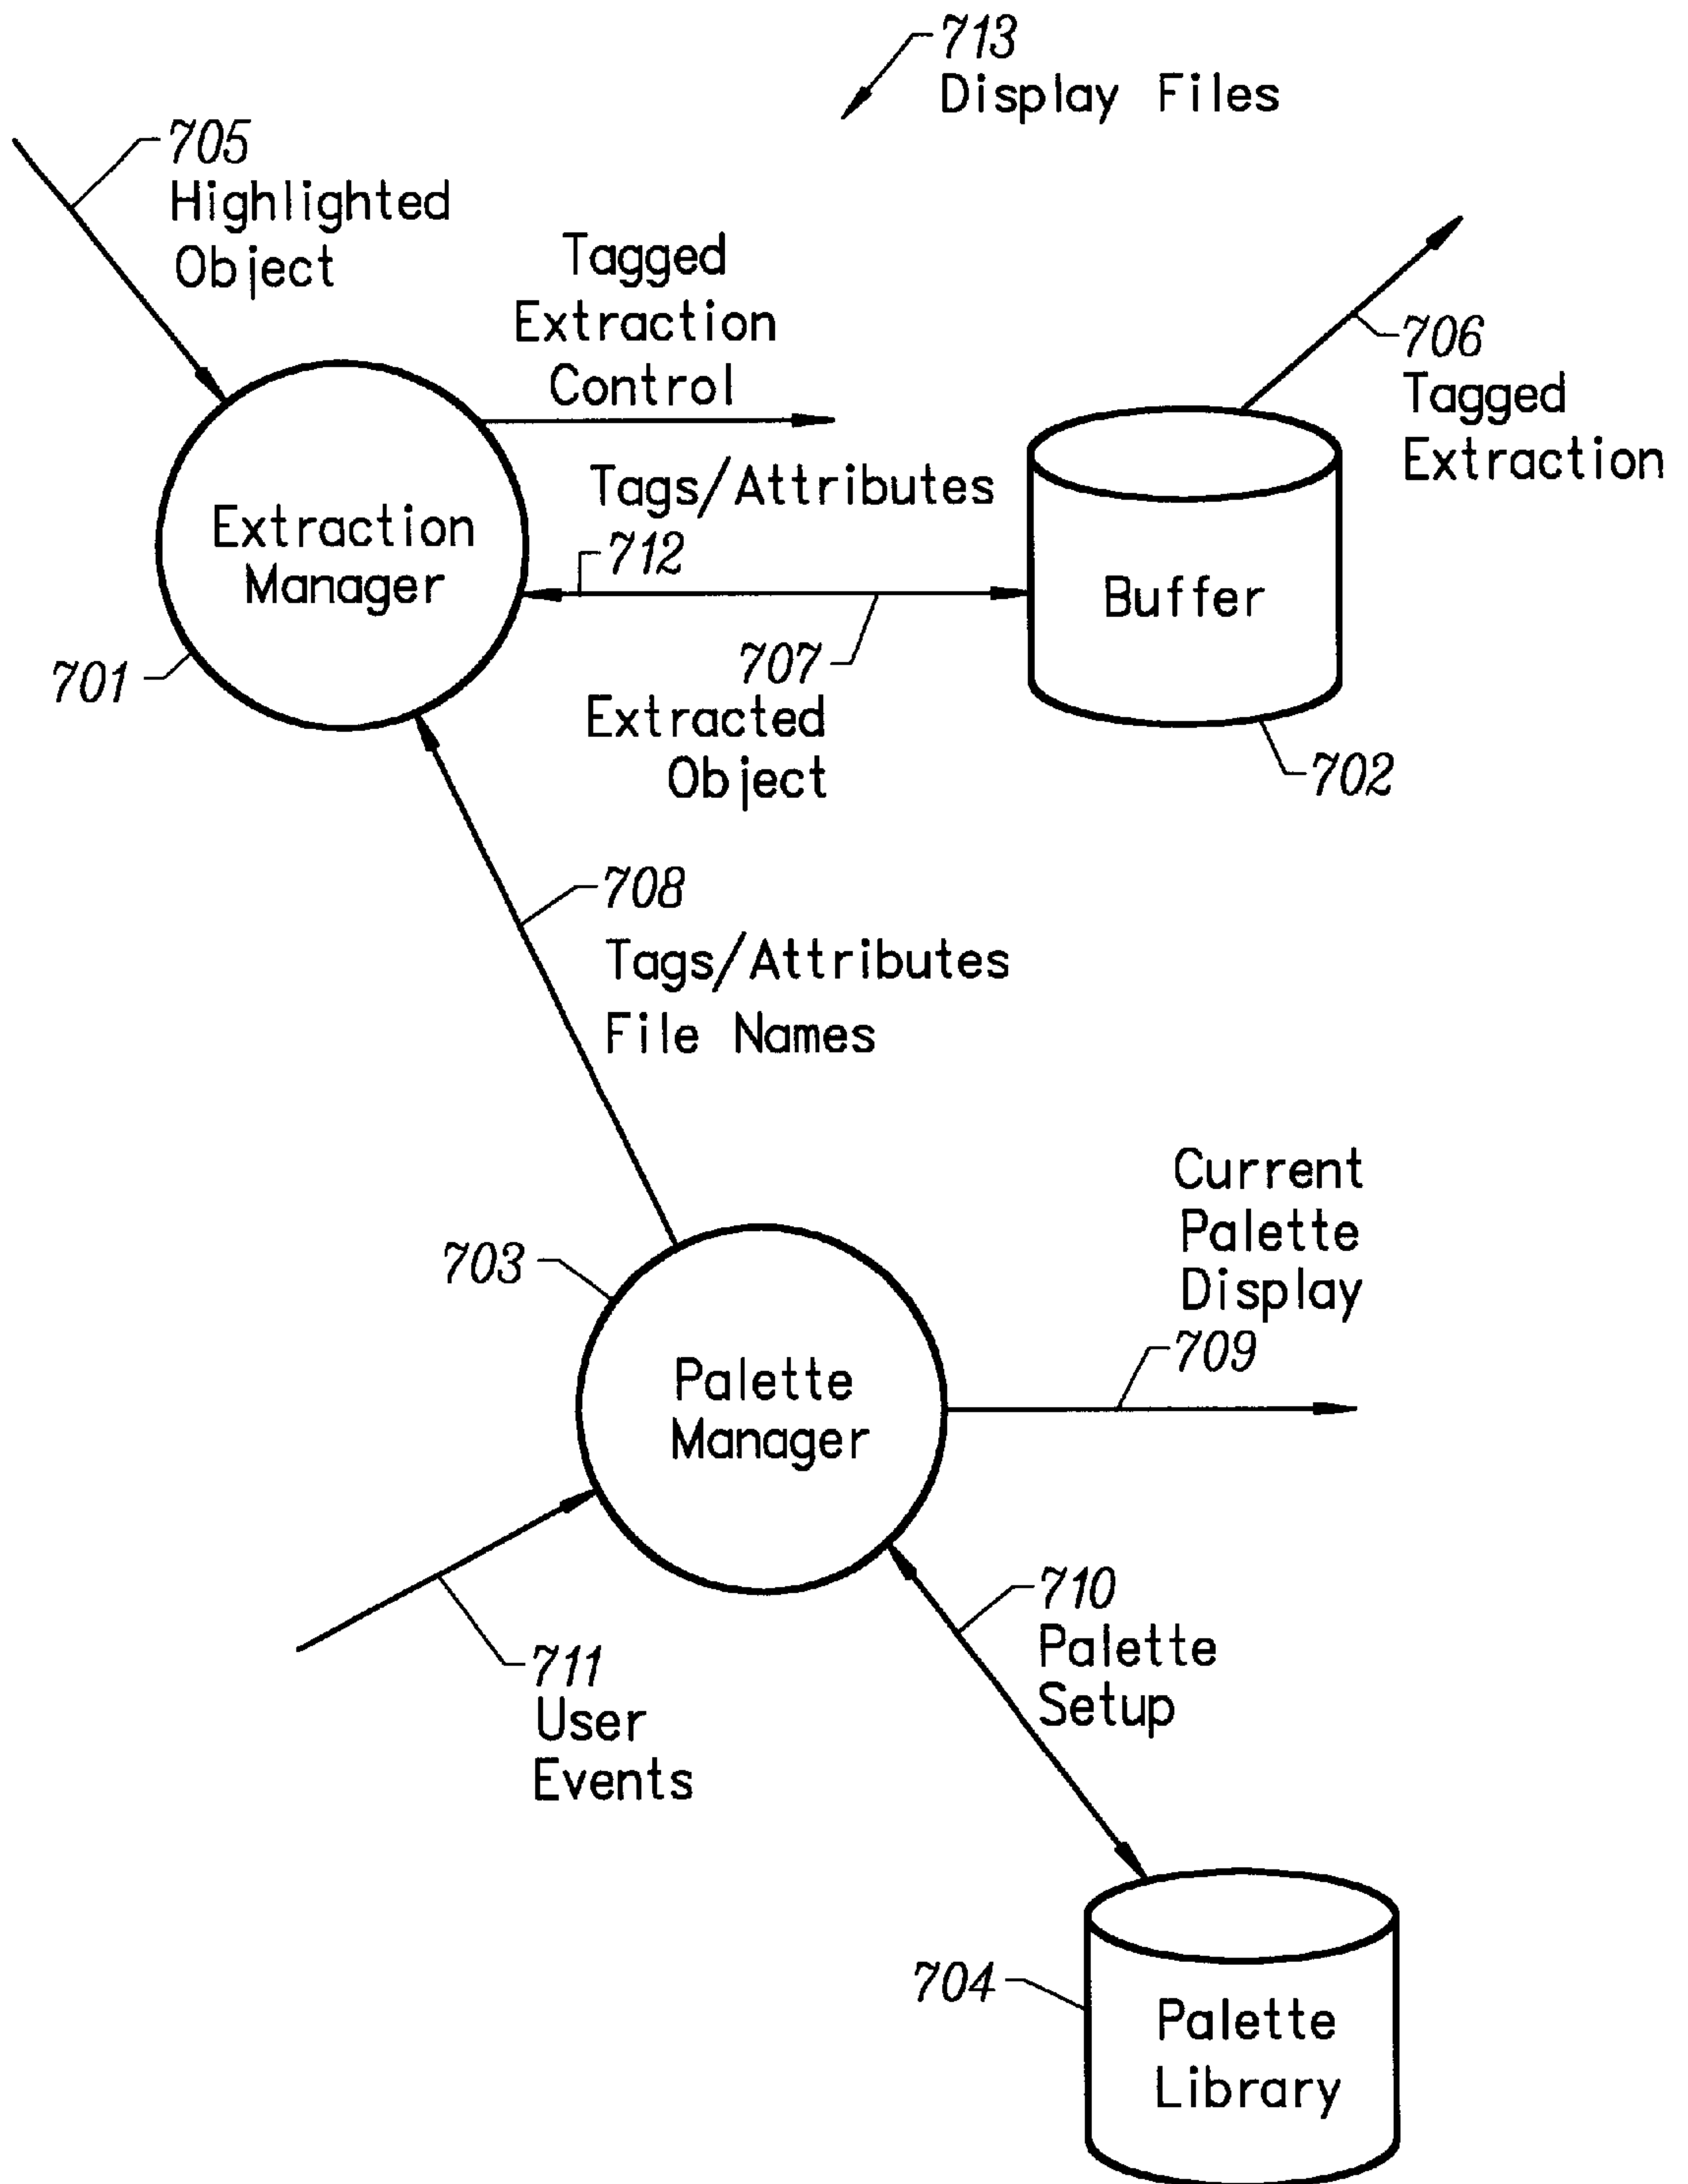 713
Display Files
705
Highlighted
Object
Tagged
Extraction
Control
706
Tagged
Extraction
Tags/Attributes
712
Extraction
Manager
Buffer
701
707
Extracted
Object
702
708
Tags/Attributes
File Names
Current
Palette
Display
709
703
Palette
Manager
710
Palette
Setup
711
User
Events
704
Palette
Library